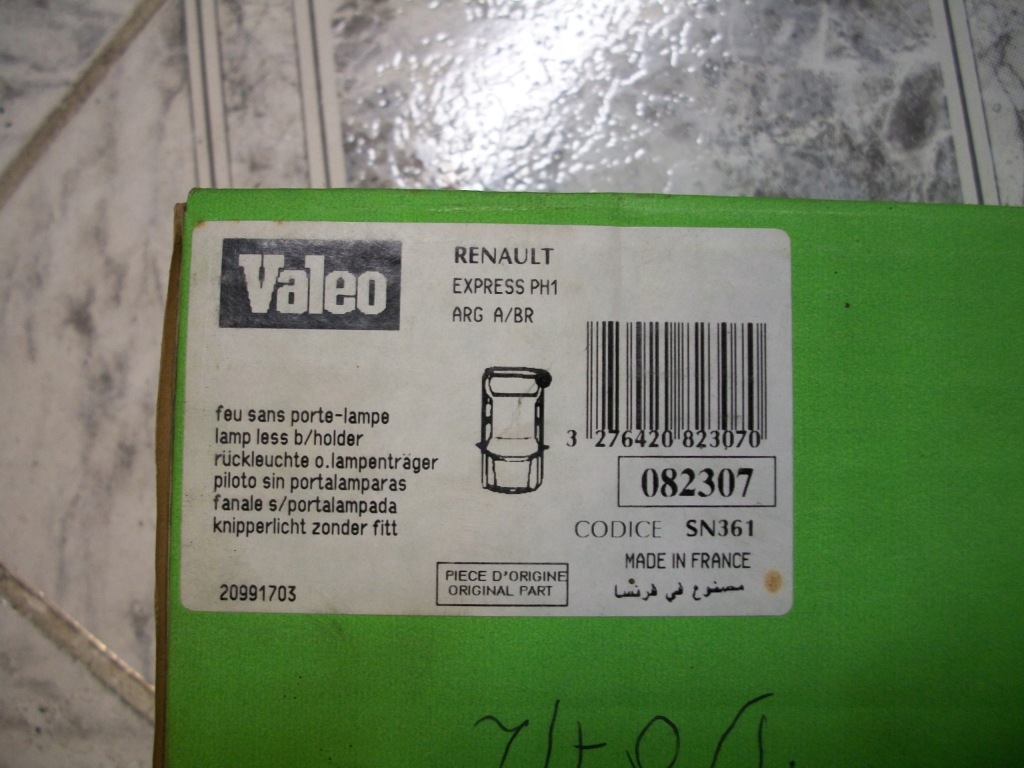 Valeo
RENAULT
EXPRESS PH1
ARG A/BR
feu sans porte-lampe
lamp less b/holder
rückleuchte o.lampenträger
piloto sin portalamparas
fanale s/portalampada
knipperlicht zonder fitt
3 276420 823070
082307
CODICE SN361
MADE IN FRANCE
مصنوع في فرنسا
PIECE D'ORIGINE
ORIGINAL PART
20991703